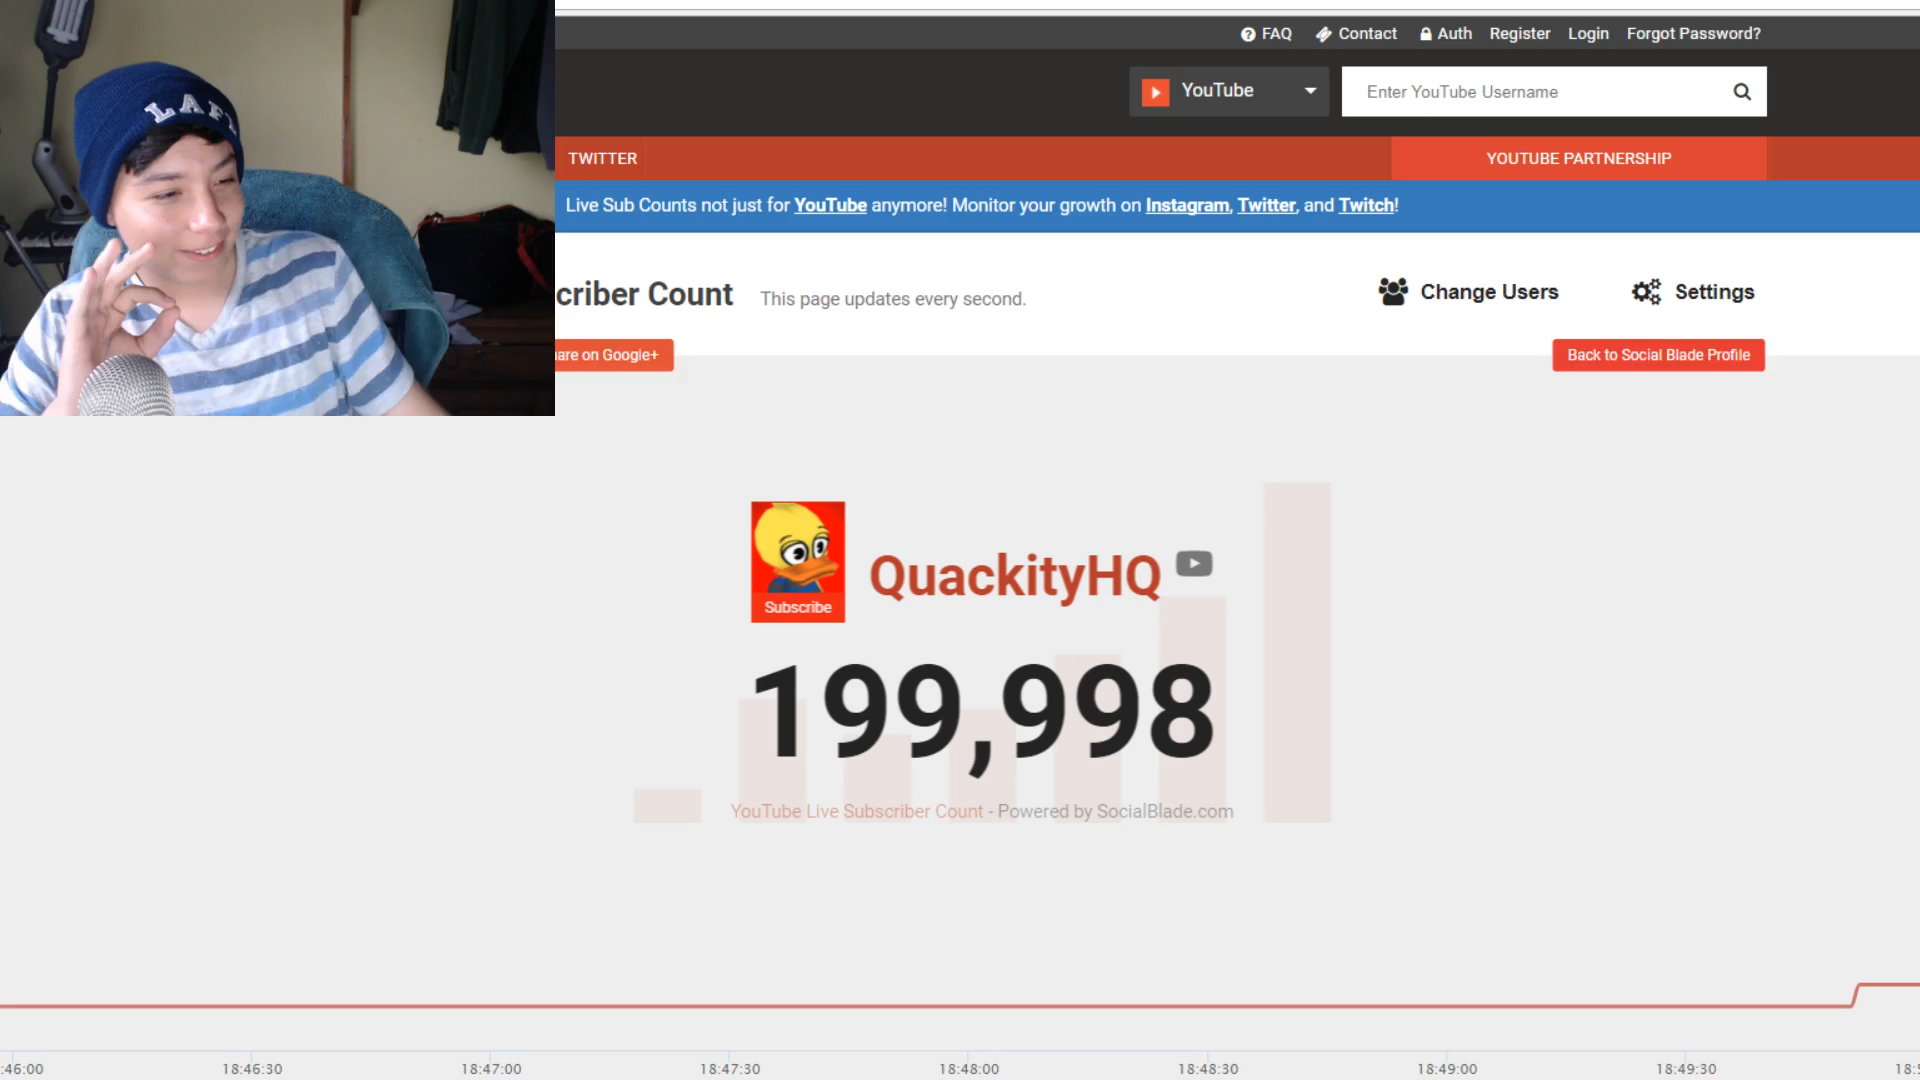 FAQ Contact Auth Register Login Forgot Password?
YouTube Enter YouTube Username
TWITTER YOUTUBE PARTNERSHIP
Live Sub Counts not just for YouTube anymore! Monitor your growth on Instagram, Twitter, and Twitch!
criber Count This page updates every second. Change Users Settings
are on Google+ Back to Social Blade Profile
QuackityHQ
Subscribe
199,998
YouTube Live Subscriber Count - Powered by SocialBlade.com
:46:00 18:46:30 18:47:00 18:47:30 18:48:00 18:48:30 18:49:00 18:49:30 18: